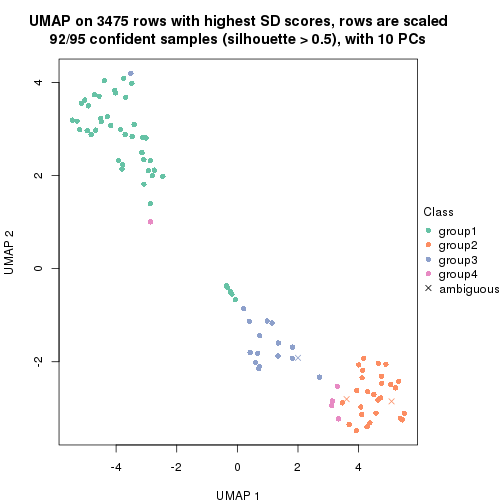 UMAP on 3475 rows with highest SD scores, rows are scaled
92/95 confident samples (silhouette > 0.5), with 10 PCs
4
2
0
-2
UMAP 2
-4
-2
0
2
4
UMAP 1
Class
group1
group2
group3
group4
ambiguous